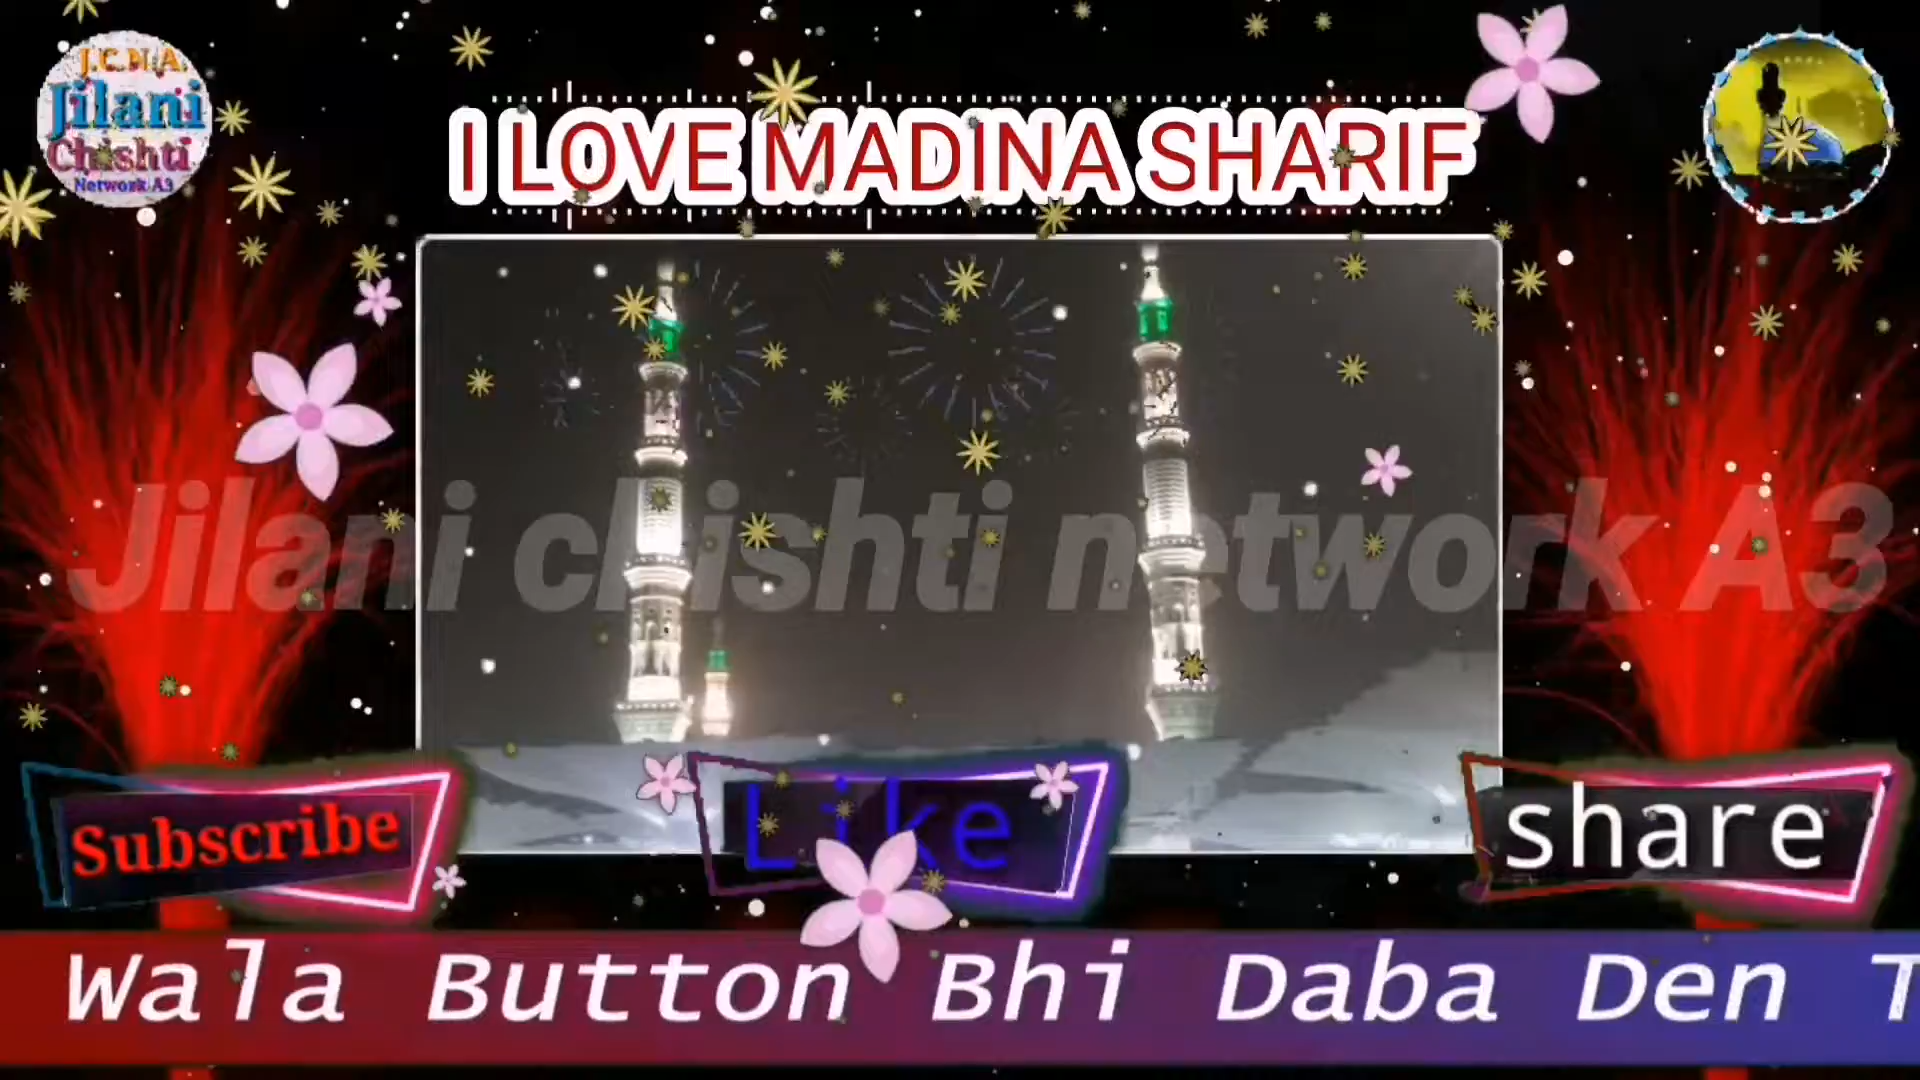 J.C.N.A.
Jilani
Chishti
Network A3
I LOVE MADINA SHARIF
Jilani chishti network A3
Subscribe
Like
share
Wala Button Bhi Daba Den T